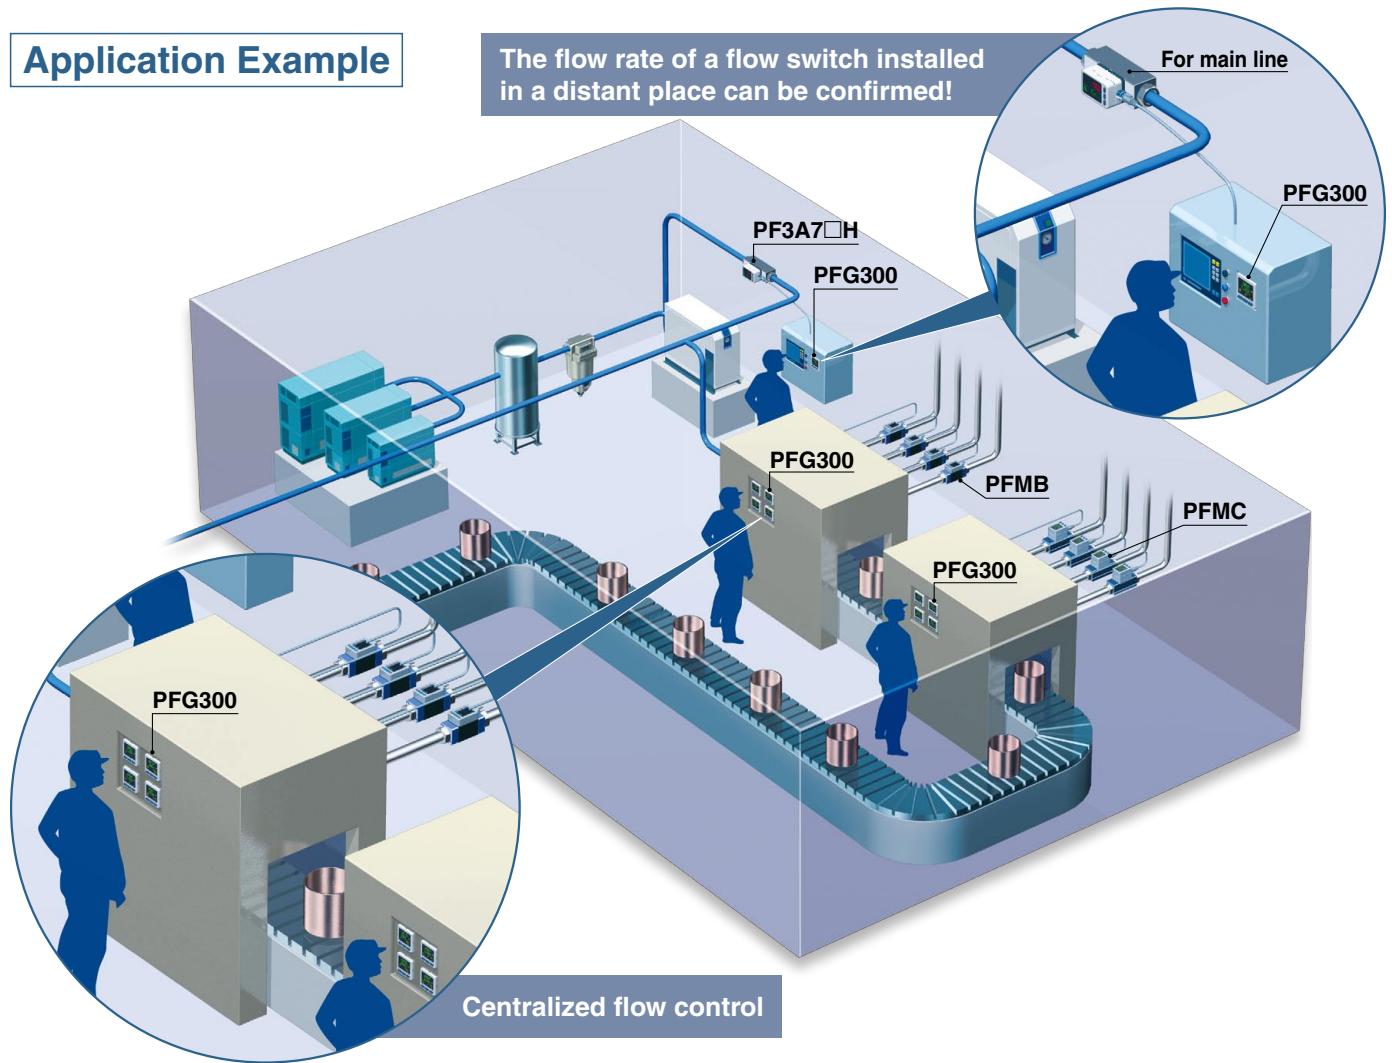 Application Example
The flow rate of a flow switch installed
in a distant place can be confirmed!
For main line
PFG300
PF3A7□H
PFG300
PFG300
PFMB
PFMC
PFG300
PFG300
Centralized flow control